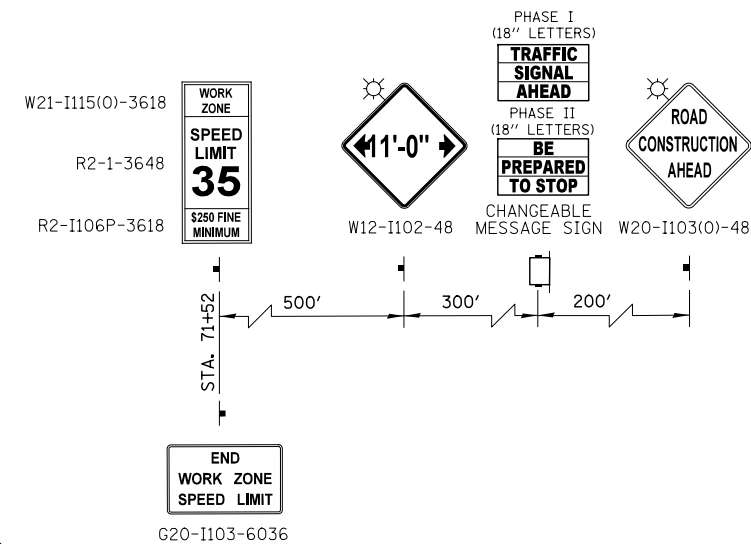 PHASE I
(18" LETTERS)
TRAFFIC
SIGNAL
AHEAD
PHASE II
(18" LETTERS)
BE
PREPARED
TO STOP
CHANGEABLE
MESSAGE SIGN
W21-I115(O)-3618
R2-1-3648
R2-I106P-3618
WORK
ZONE
SPEED
LIMIT
35
$250 FINE
MINIMUM
11'-0"
W12-I102-48
ROAD
CONSTRUCTION
AHEAD
W20-I103(O)-48
STA. 71+52
500'
300'
200'
END
WORK ZONE
SPEED LIMIT
G20-I103-6036